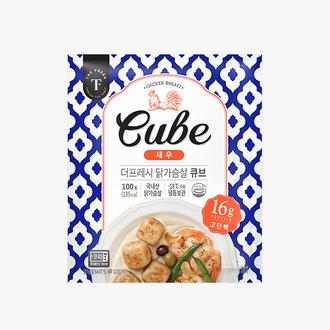 THE FRESH
T
CHICKEN BREAST
Cube
새우
더프레시 닭가슴살 큐브
100g
(135kcal)
국내산
닭가슴살
-18℃ 이하
냉동보관
16g
PROTEIN
고단백